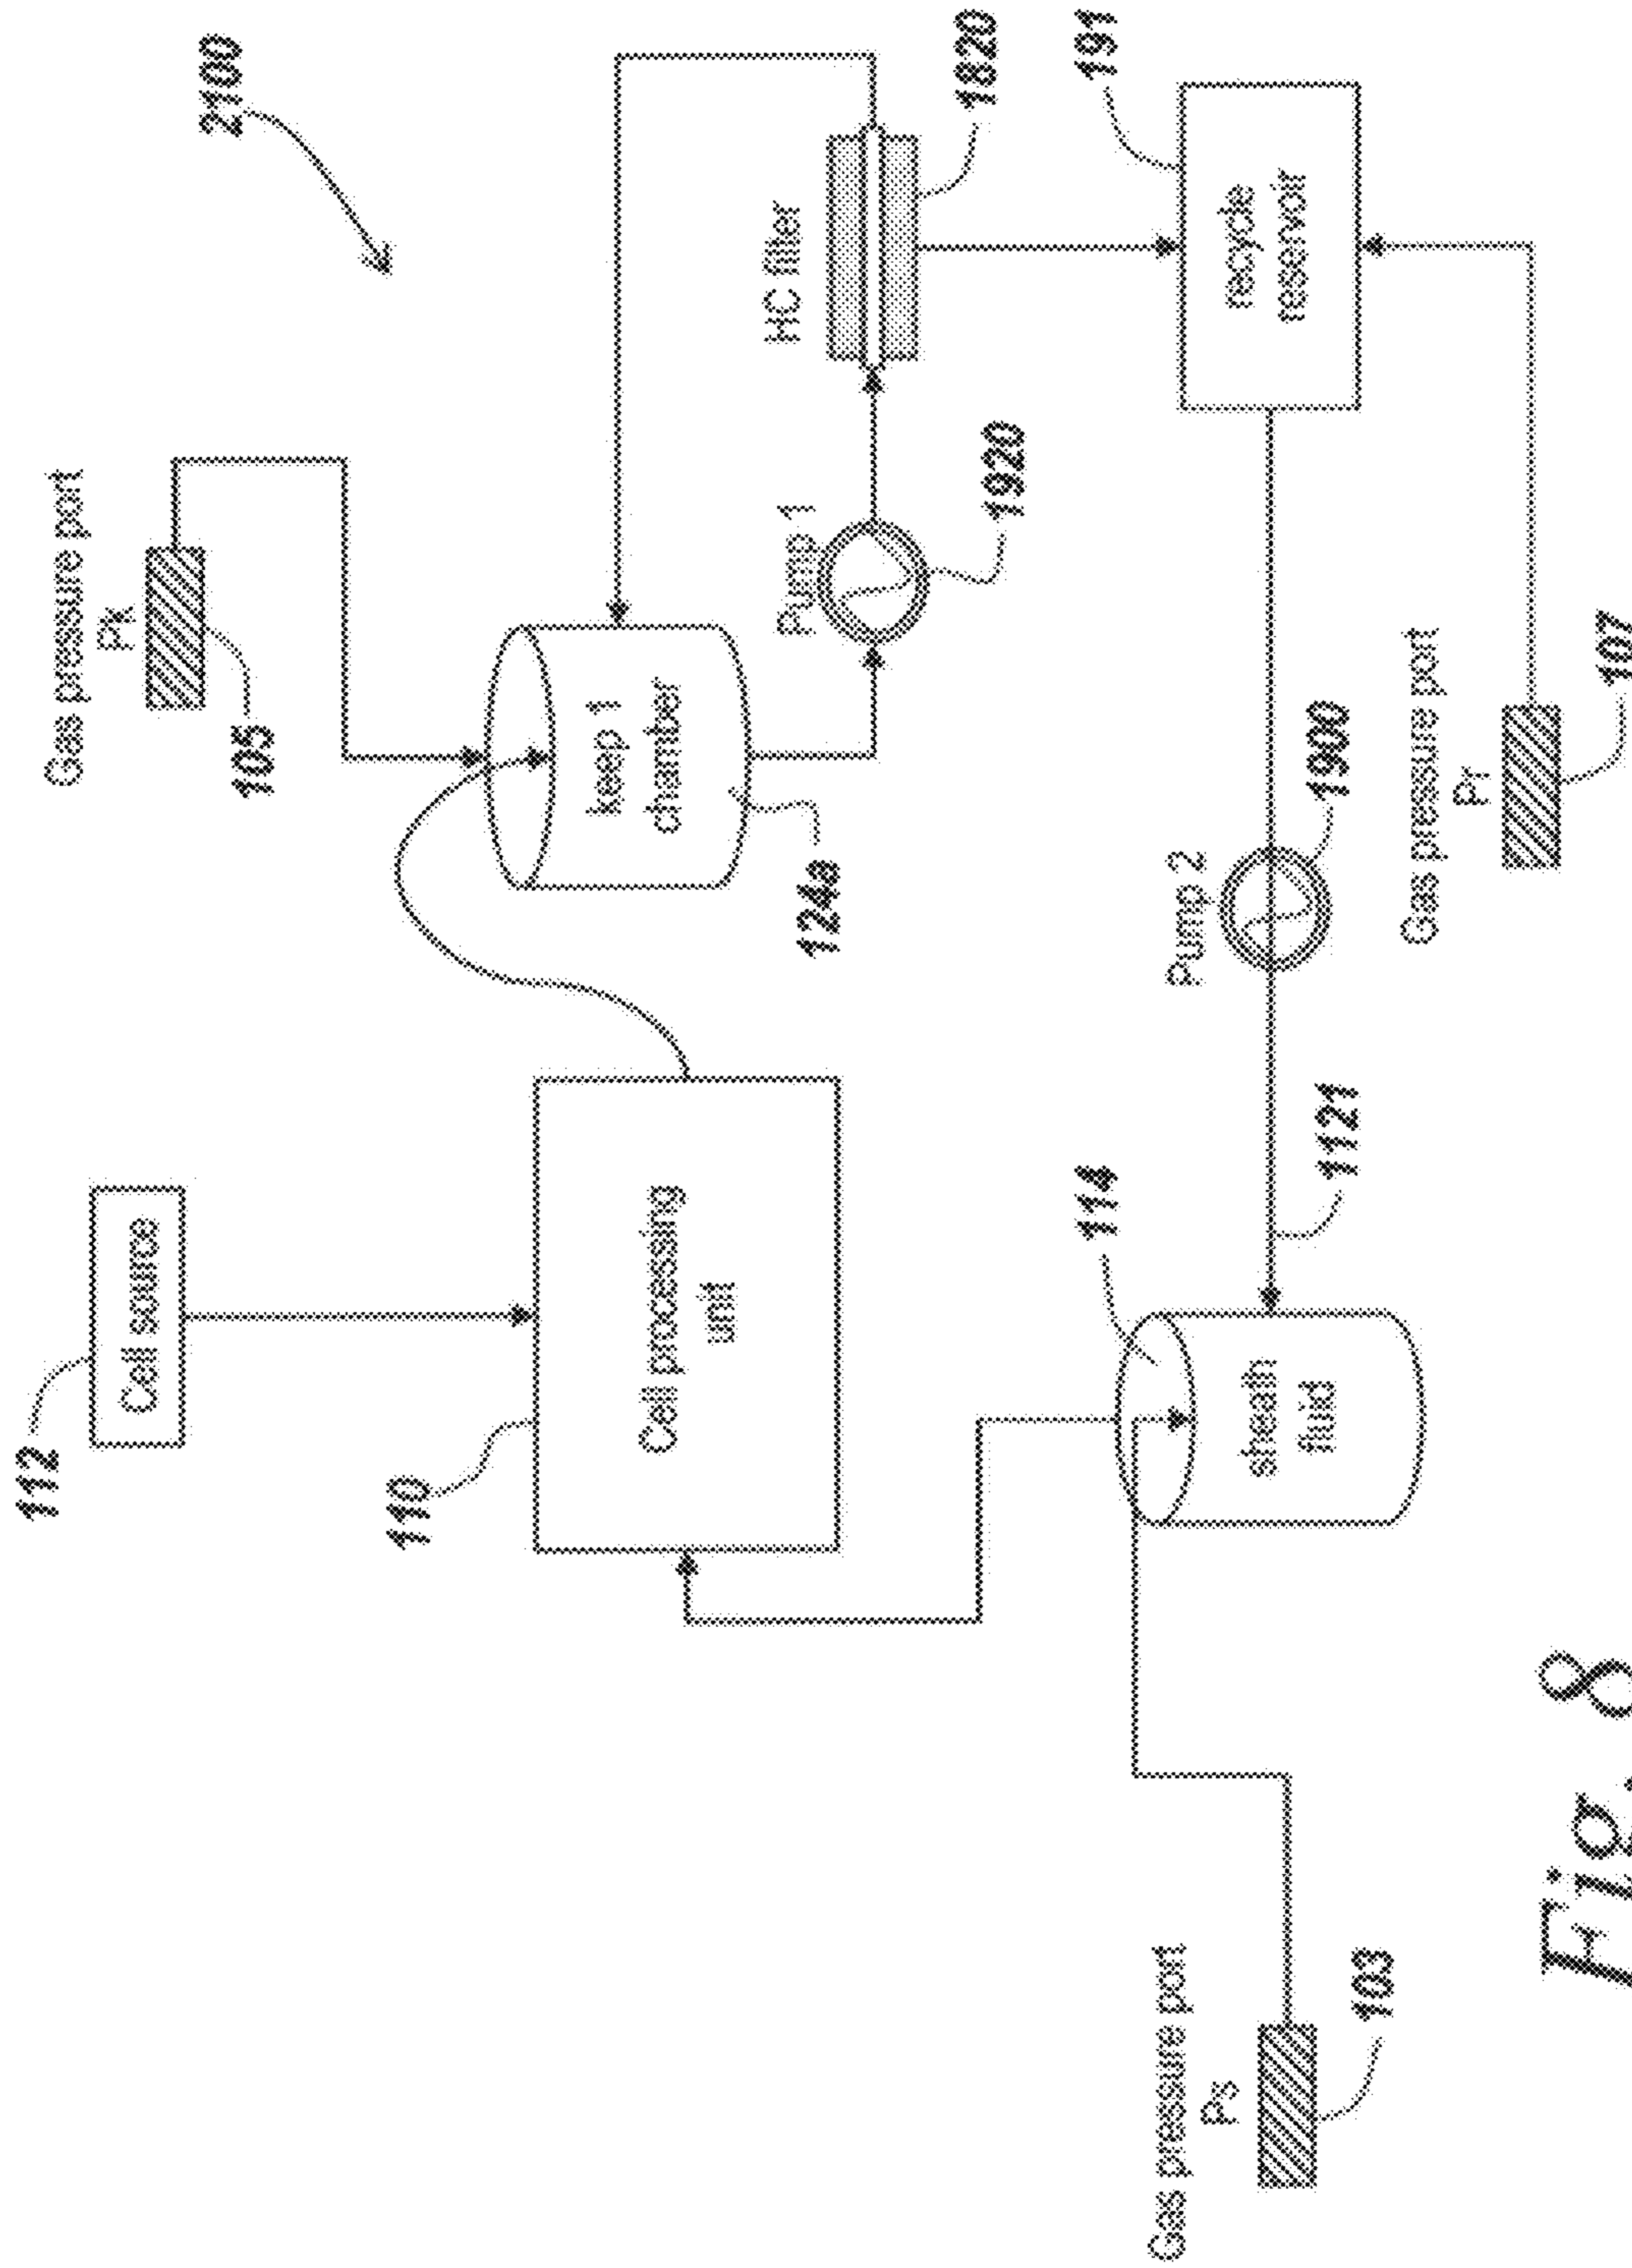 2100
Gas pressure port
Pk
105
112
Cell source
110
Cell processing
unit
keep 1
chamber
124a
Pump 1
1920
HC filter
1820
191
recycle
reservoir
Pump 2
1900
1121
114
sheath
fluid
Gas pressure port
Pr
107
Gas pressure port
Ps
103
Fig. 8